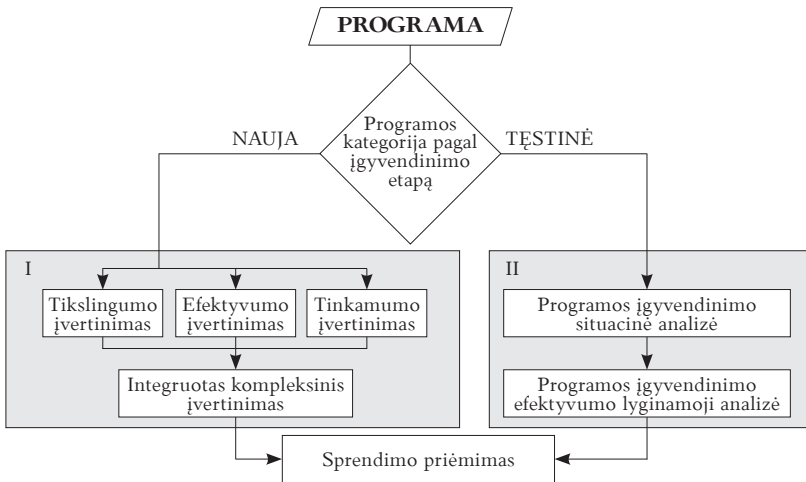 PROGRAMA
Programos
kategorija pagal
įgyvendinimo
etapą
NAUJA
TĘSTINĖ
I
Tikslingumo
įvertinimas
Efektyvumo
įvertinimas
Tinkamumo
įvertinimas
Integruotas kompleksinis
įvertinimas
II
Programos įgyvendinimo
situacinė analizė
Programos įgyvendinimo
efektyvumo lyginamoji analizė
Sprendimo priėmimas